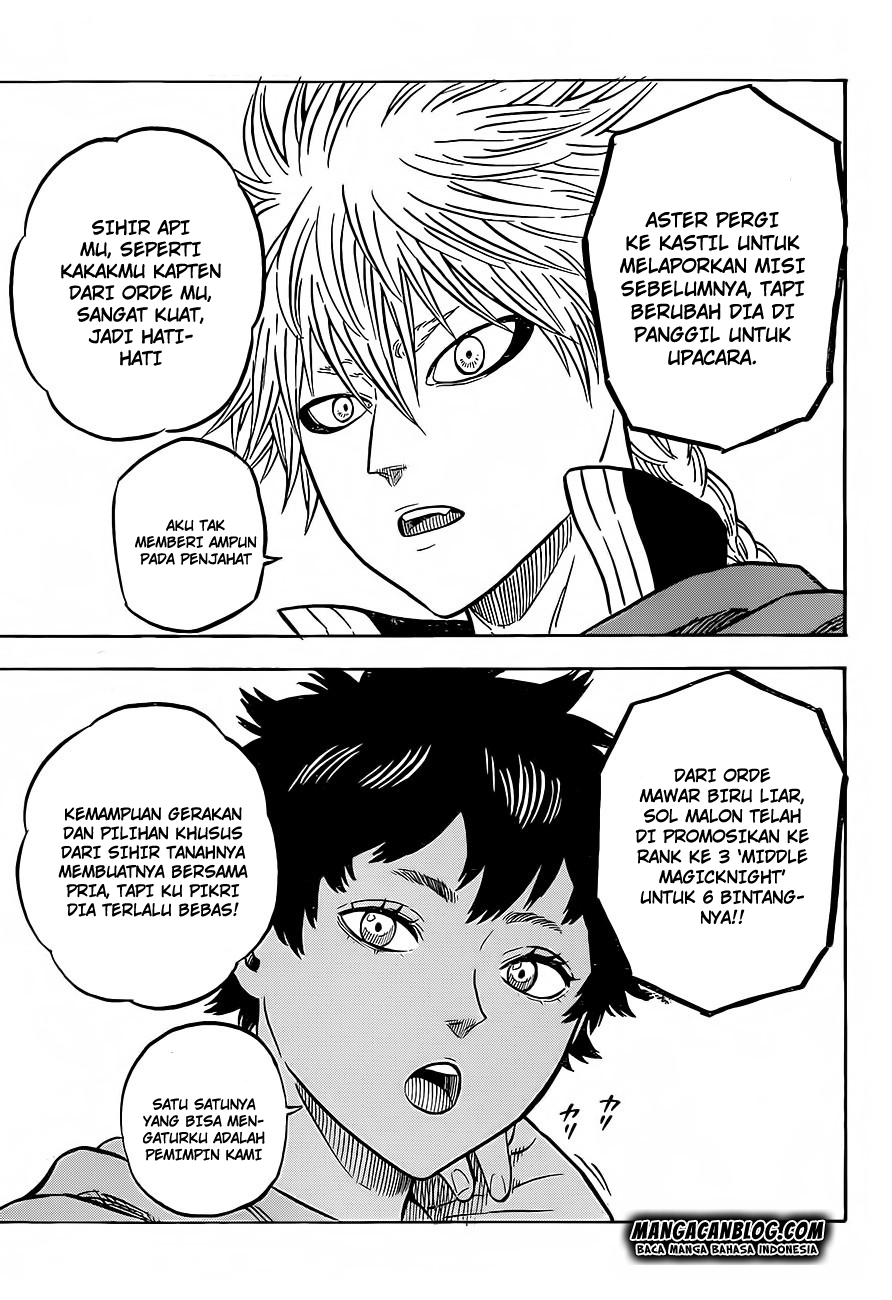 ASTER PERGI
KE KASTIL UNTUK
MELAPORKAN MISI
SEBELUMNYA, TAPI
BERUBAH DIA DI
PANGGIL UNTUK
UPACARA.
SIHIR API
MU, SEPERTI
KAKAKMU KAPTEN
DARI ORDE MU,
SANGAT KUAT,
JADI HATI-
HATI
AKU TAK
MEMBERI AMPUN
PADA PENJAHAT
DARI ORDE
MAWAR BIRU LIAR,
SOL MALON TELAH
DI PROMOSIKAN KE
RANK KE 3 'MIDDLE
MAGICKNIGHT'
UNTUK 6 BINTANG-
NYA!!
KEMAMPUAN GERAKAN
DAN PILIHAN KHUSUS
DARI SIHIR TANAHNYA
MEMBUATNYA BERSAMA
PRIA, TAPI KU PIKRI
DIA TERLALU BEBAS!
SATU SATUNYA
YANG BISA MEN-
GATURKU ADALAH
PEMIMPIN KAMI
カリ
カリ
MANGACANBLOG.COM
BACA MANGA BAHASA INDONESIA